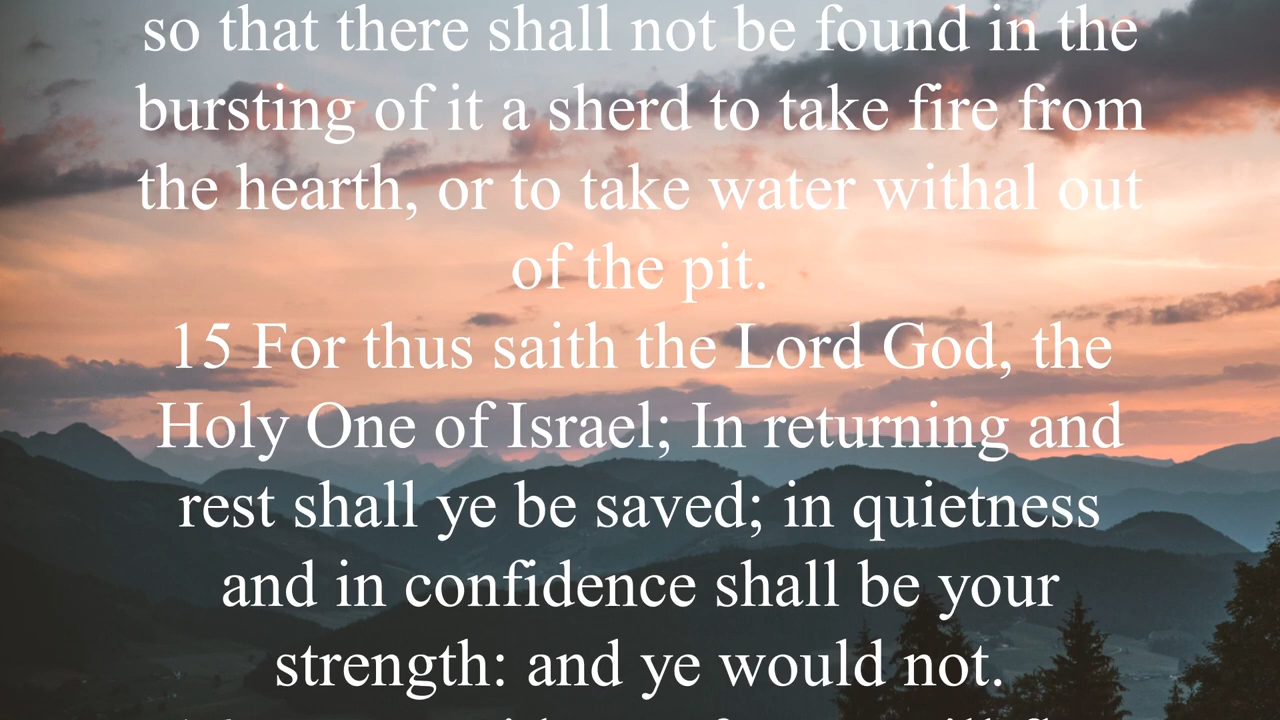 so that there shall not be found in the
bursting of it a sherd to take fire from
the hearth, or to take water withal out
of the pit.
15 For thus saith the Lord God, the
Holy One of Israel; In returning and
rest shall ye be saved; in quietness
and in confidence shall be your
strength: and ye would not.